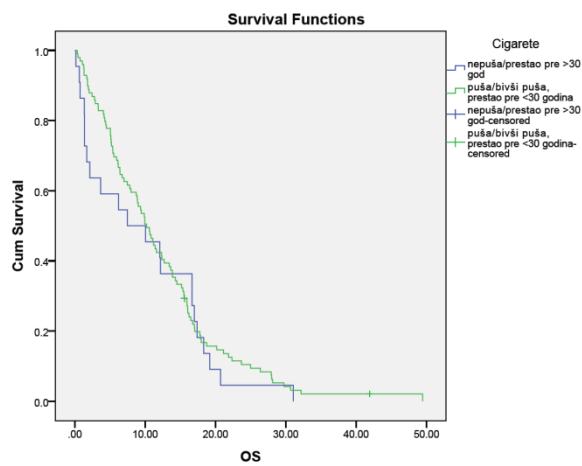 Survival Functions
Cigarete
nepuša/prestao pre >30
god
puša/bivši puša,
prestao pre <30 godina
nepuša/prestao pre >30
god-censored
puša/bivši puša,
prestao pre <30 godina-
censored
1.0
0.8
0.6
0.4
0.2
0.0
Cum Survival
.00 10.00 20.00 30.00 40.00 50.00
OS